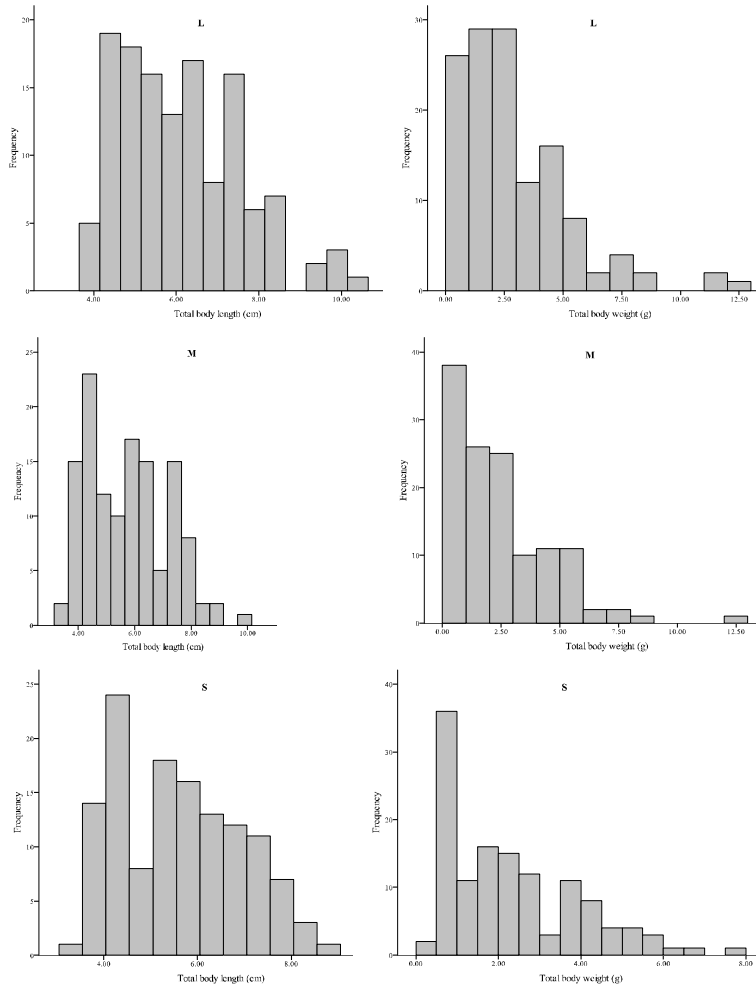 L
20
15
10
5
0
Frequency
4.00 6.00 8.00 10.00
Total body length (cm)
L
30
20
10
0
Frequency
0.00 2.50 5.00 7.50 10.00 12.50
Total body weight (g)
M
25
20
15
10
5
0
Frequency
4.00 6.00 8.00 10.00
Total body length (cm)
M
40
30
20
10
0
Frequency
0.00 2.50 5.00 7.50 10.00 12.50
Total body weight (g)
S
25
20
15
10
5
0
Frequency
4.00 6.00 8.00
Total body length (cm)
S
40
30
20
10
0
Frequency
0.00 2.00 4.00 6.00 8.00
Total body weight (g)